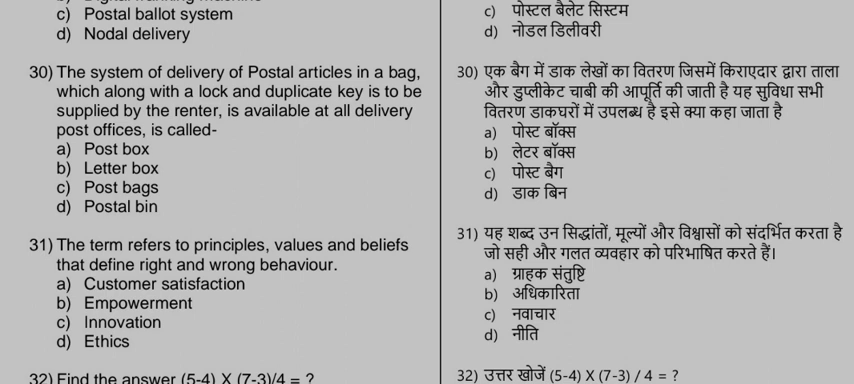 c) Postal ballot system
d) Nodal delivery
30) The system of delivery of Postal articles in a bag,
which along with a lock and duplicate key is to be
supplied by the renter, is available at all delivery
post offices, is called-
a) Post box
b) Letter box
c) Post bags
d) Postal bin
31) The term refers to principles, values and beliefs
that define right and wrong behaviour.
a) Customer satisfaction
b) Empowerment
c) Innovation
d) Ethics
32) Find the answer (5-4) X (7-3)/4 = ?
c) पोस्टल बैलेट सिस्टम
d) नोडल डिलीवरी
30) एक बैग में डाक लेखों का वितरण जिसमें किराएदार द्वारा ताला
और डुप्लीकेट चाबी की आपूर्ति की जाती है यह सुविधा सभी
वितरण डाकघरों में उपलब्ध है इसे क्या कहा जाता है
a) पोस्ट बॉक्स
b) लेटर बॉक्स
c) पोस्ट बैग
d) डाक बिन
31) यह शब्द उन सिद्धांतों, मूल्यों और विश्वासों को संदर्भित करता है
जो सही और गलत व्यवहार को परिभाषित करते हैं।
a) ग्राहक संतुष्टि
b) अधिकारिता
c) नवाचार
d) नीति
32) उत्तर खोजें (5-4) X (7-3) / 4 = ?